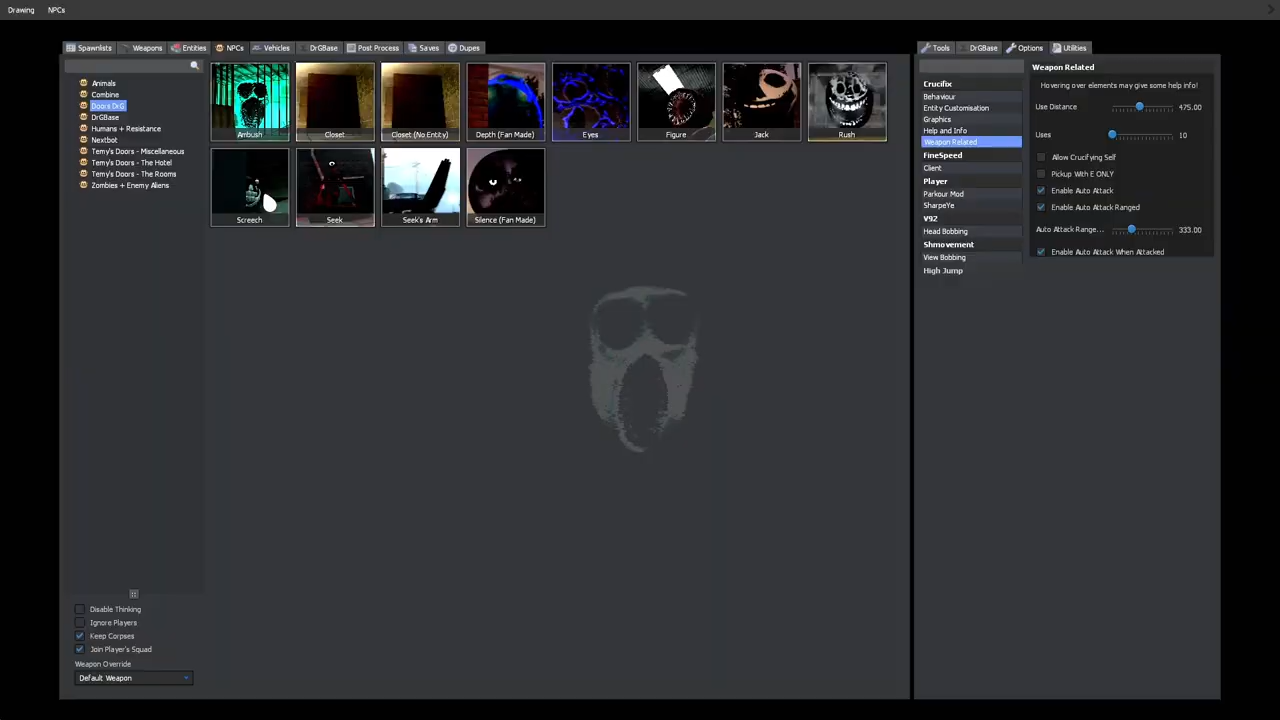 Drawing NPCs
Spawnlists Weapons Entities NPCs Vehicles DrGBase Post Process Saves Dupes
Animals
Combine
Doors DrG
DrGBase
Humans + Resistance
Nextbot
Temy's Doors - Miscellaneous
Temy's Doors - The Hotel
Temy's Doors - The Rooms
Zombies + Enemy Aliens
Ambush Closet Closet (No Entity) Depth (Fan Made) Eyes Figure Jack Rush
Screech Seek Seek's Arm Silence (Fan Made)
Disable Thinking
Ignore Players
Keep Corpses
Join Player's Squad
Weapon Override
Default Weapon
Tools DrGBase Options Utilities
Crucifix
Behaviour
Entity Customisation
Graphics
Help and Info
Weapon Related
FineSpeed
Client
Player
Parkour Mod
SharpeYe
V92
Head Bobbing
Shmovement
View Bobbing
High Jump
Weapon Related
Hovering over elements may give some help info!
Use Distance 475.00
Uses 10
Allow Crucifying Self
Pickup With E ONLY
Enable Auto Attack
Enable Auto Attack Ranged
Auto Attack Range... 333.00
Enable Auto Attack When Attacked